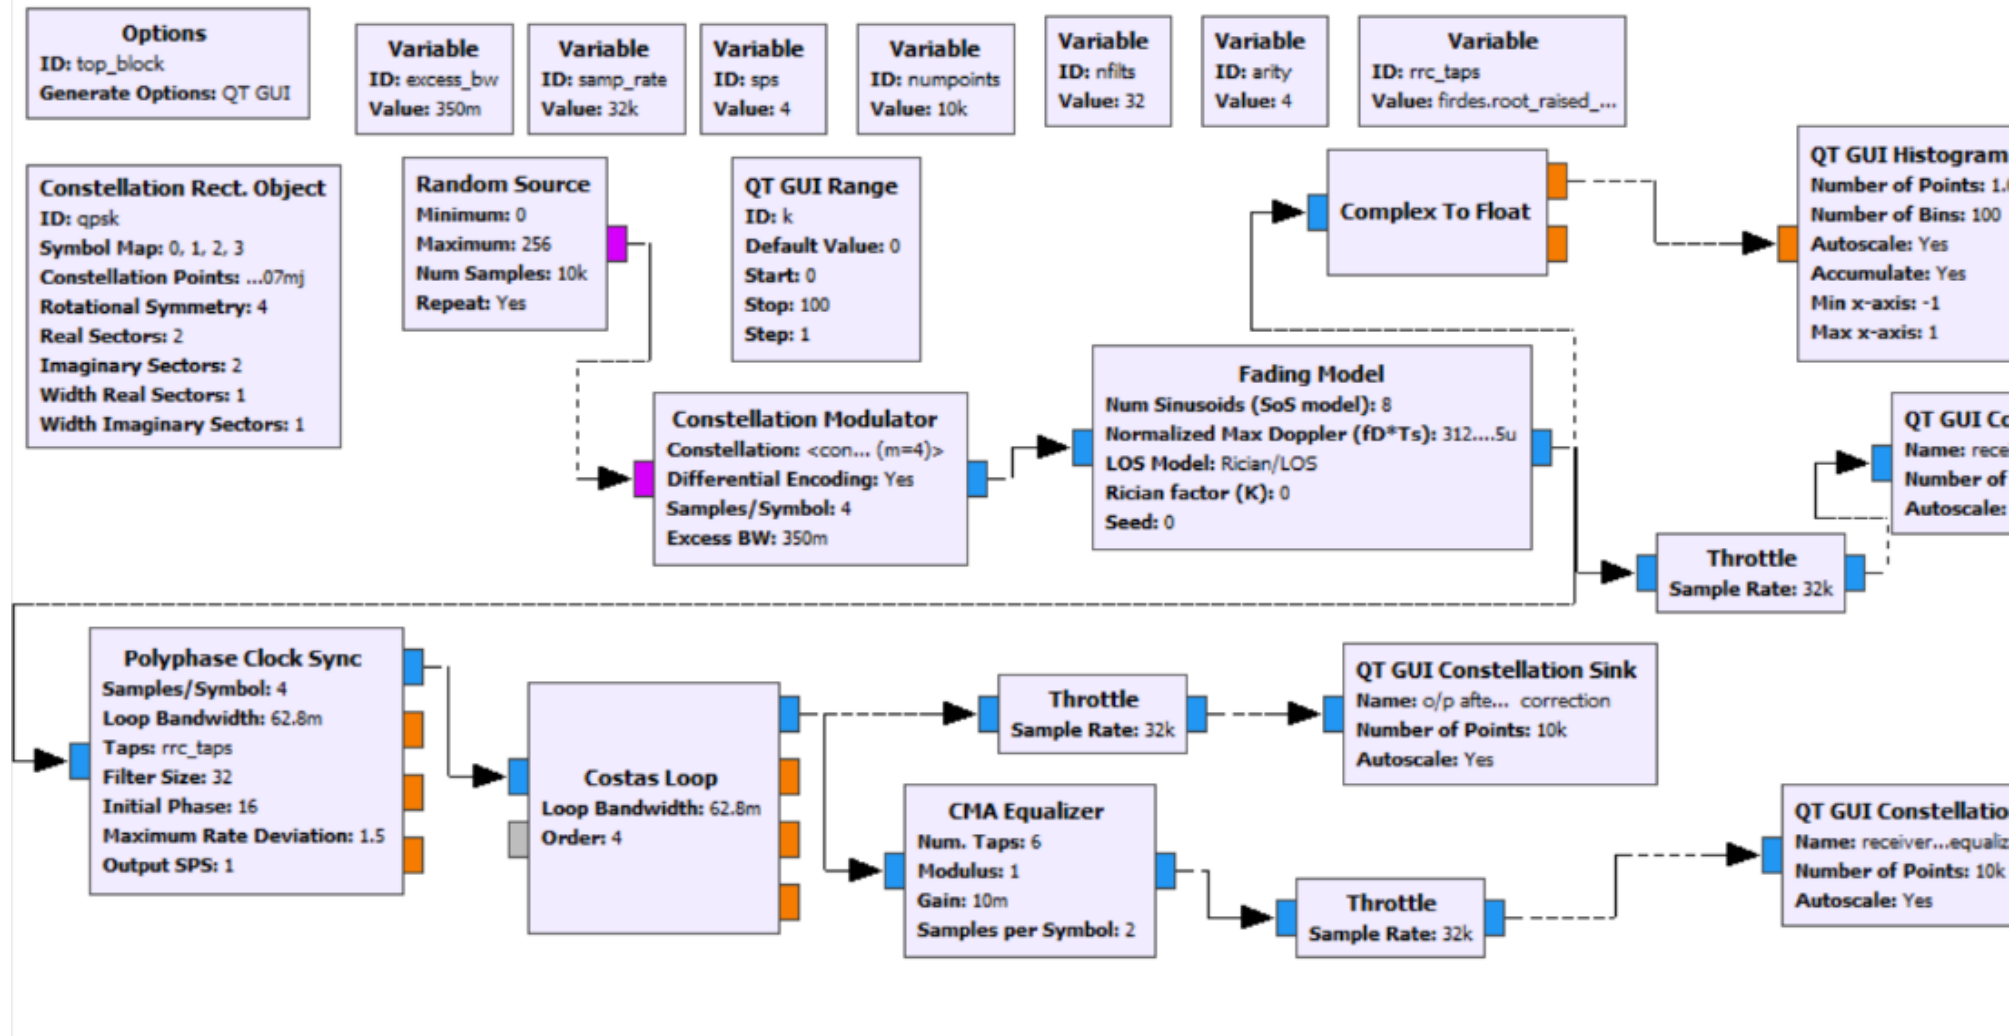 Options
ID: top_block
Generate Options: QT GUI
Variable
ID: excess_bw
Value: 350m
Variable
ID: samp_rate
Value: 32k
Variable
ID: sps
Value: 4
Variable
ID: numpoints
Value: 10k
Variable
ID: nfilts
Value: 32
Variable
ID: arity
Value: 4
Variable
ID: rrc_taps
Value: firdes.root_raised_...
Constellation Rect. Object
ID: qpsk
Symbol Map: 0, 1, 2, 3
Constellation Points: ...07mj
Rotational Symmetry: 4
Real Sectors: 2
Imaginary Sectors: 2
Width Real Sectors: 1
Width Imaginary Sectors: 1
Random Source
Minimum: 0
Maximum: 256
Num Samples: 10k
Repeat: Yes
QT GUI Range
ID: k
Default Value: 0
Start: 0
Stop: 100
Step: 1
Complex To Float
QT GUI Histogram
Number of Points: 1.
Number of Bins: 100
Autoscale: Yes
Accumulate: Yes
Min x-axis: -1
Max x-axis: 1
Constellation Modulator
Constellation: <con... (m=4)>
Differential Encoding: Yes
Samples/Symbol: 4
Excess BW: 350m
Fading Model
Num Sinusoids (SoS model): 8
Normalized Max Doppler (fD*Ts): 312....5u
LOS Model: Rician/LOS
Rician factor (K): 0
Seed: 0
QT GUI Co
Name: rece
Number of
Autoscale:
Throttle
Sample Rate: 32k
Polyphase Clock Sync
Samples/Symbol: 4
Loop Bandwidth: 62.8m
Taps: rrc_taps
Filter Size: 32
Initial Phase: 16
Maximum Rate Deviation: 1.5
Output SPS: 1
Costas Loop
Loop Bandwidth: 62.8m
Order: 4
Throttle
Sample Rate: 32k
QT GUI Constellation Sink
Name: o/p afte... correction
Number of Points: 10k
Autoscale: Yes
CMA Equalizer
Num. Taps: 6
Modulus: 1
Gain: 10m
Samples per Symbol: 2
Throttle
Sample Rate: 32k
QT GUI Constellatio
Name: receiver...equaliz
Number of Points: 10k
Autoscale: Yes